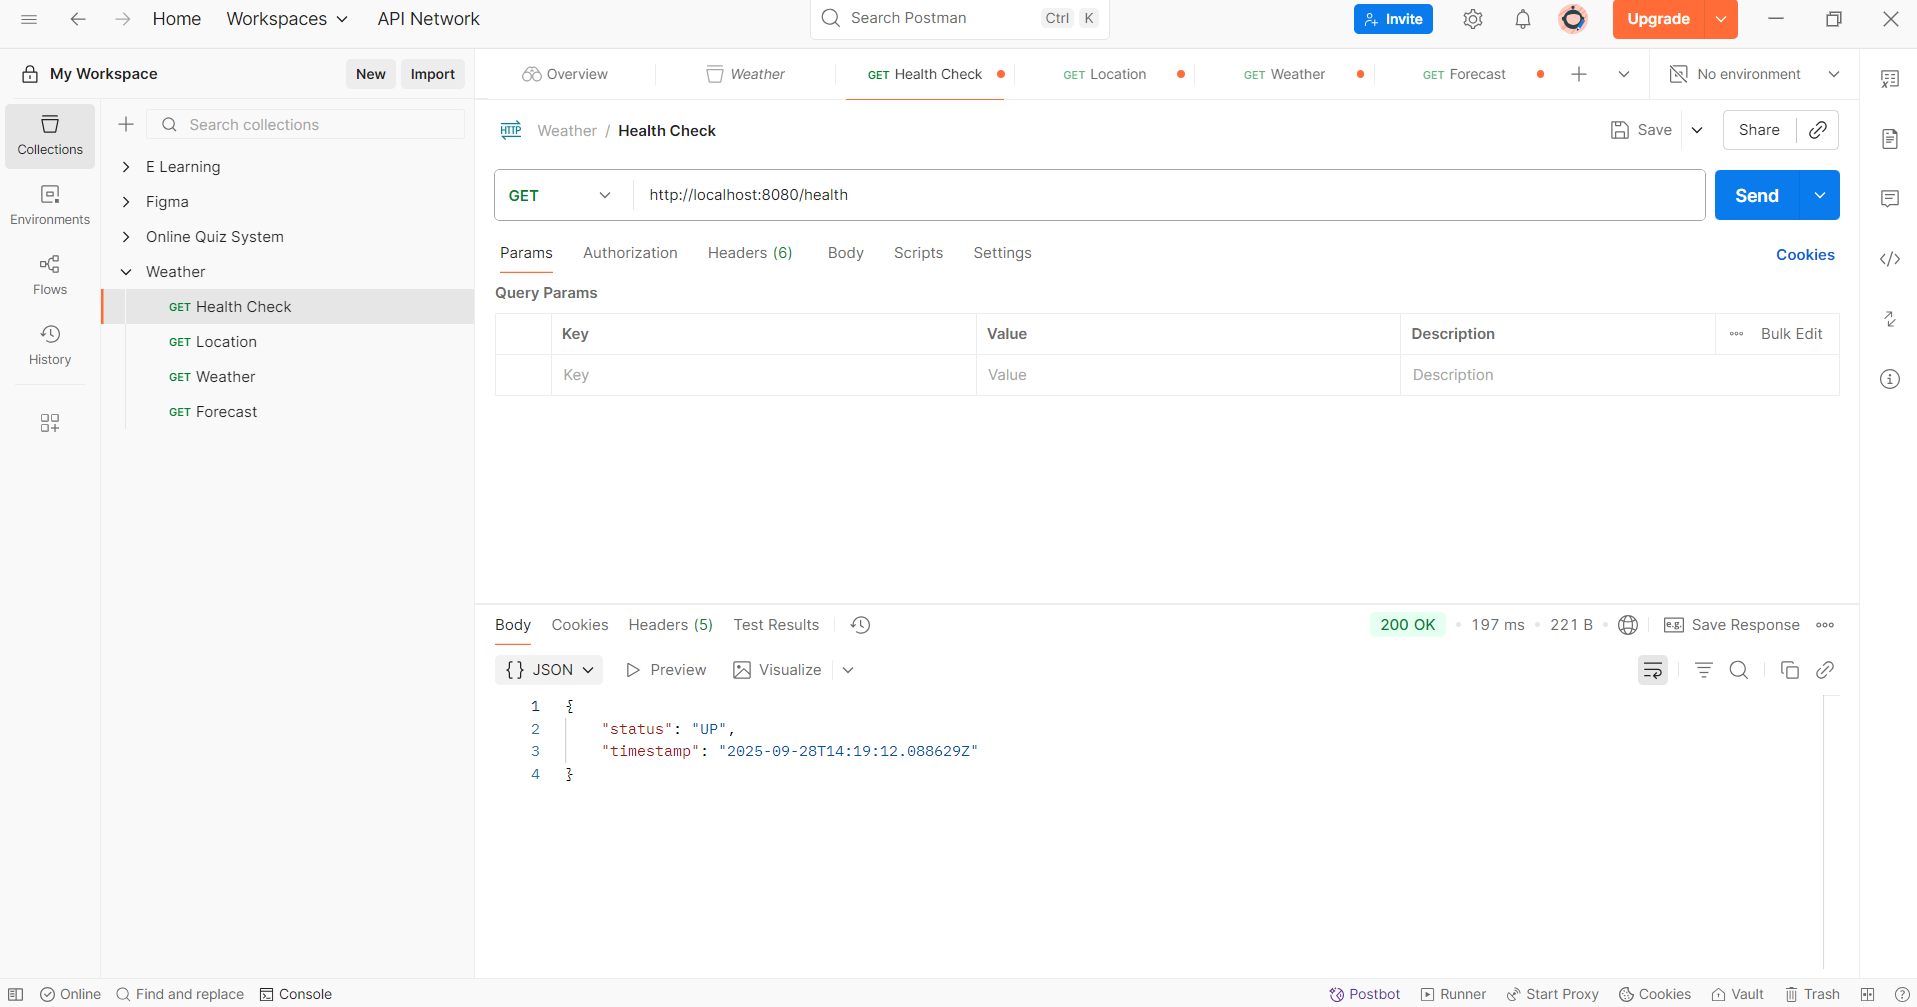 Home Workspaces API Network Search Postman Ctrl K Invite Upgrade
My Workspace New Import Overview Weather GET Health Check GET Location GET Weather GET Forecast No environment
Collections
Environments
Flows
History
Search collections
E Learning
Figma
Online Quiz System
Weather
GET Health Check
GET Location
GET Weather
GET Forecast
HTTP Weather / Health Check Save Share
GET http://localhost:8080/health Send
Params Authorization Headers (6) Body Scripts Settings Cookies
Query Params
Key Value Description Bulk Edit
Key Value Description
Body Cookies Headers (5) Test Results 200 OK 197 ms 221 B e.g. Save Response
{} JSON Preview Visualize
1 {
2 "status": "UP",
3 "timestamp": "2025-09-28T14:19:12.088629Z"
4 }
Online Find and replace Console Postbot Runner Start Proxy Cookies Vault Trash